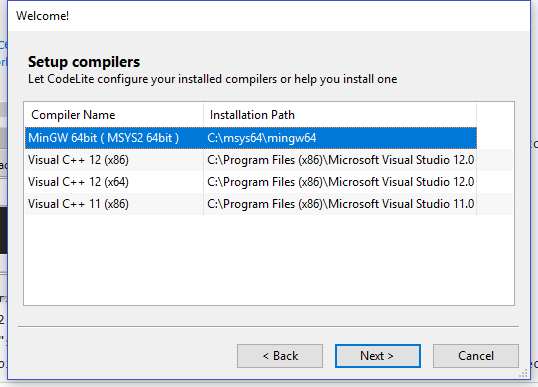 Welcome!
Setup compilers
Let CodeLite configure your installed compilers or help you install one
Compiler Name Installation Path
MinGW 64bit ( MSYS2 64bit ) C:\msys64\mingw64
Visual C++ 12 (x86) C:\Program Files (x86)\Microsoft Visual Studio 12.0
Visual C++ 12 (x64) C:\Program Files (x86)\Microsoft Visual Studio 12.0
Visual C++ 11 (x86) C:\Program Files (x86)\Microsoft Visual Studio 11.0
< Back Next > Cancel